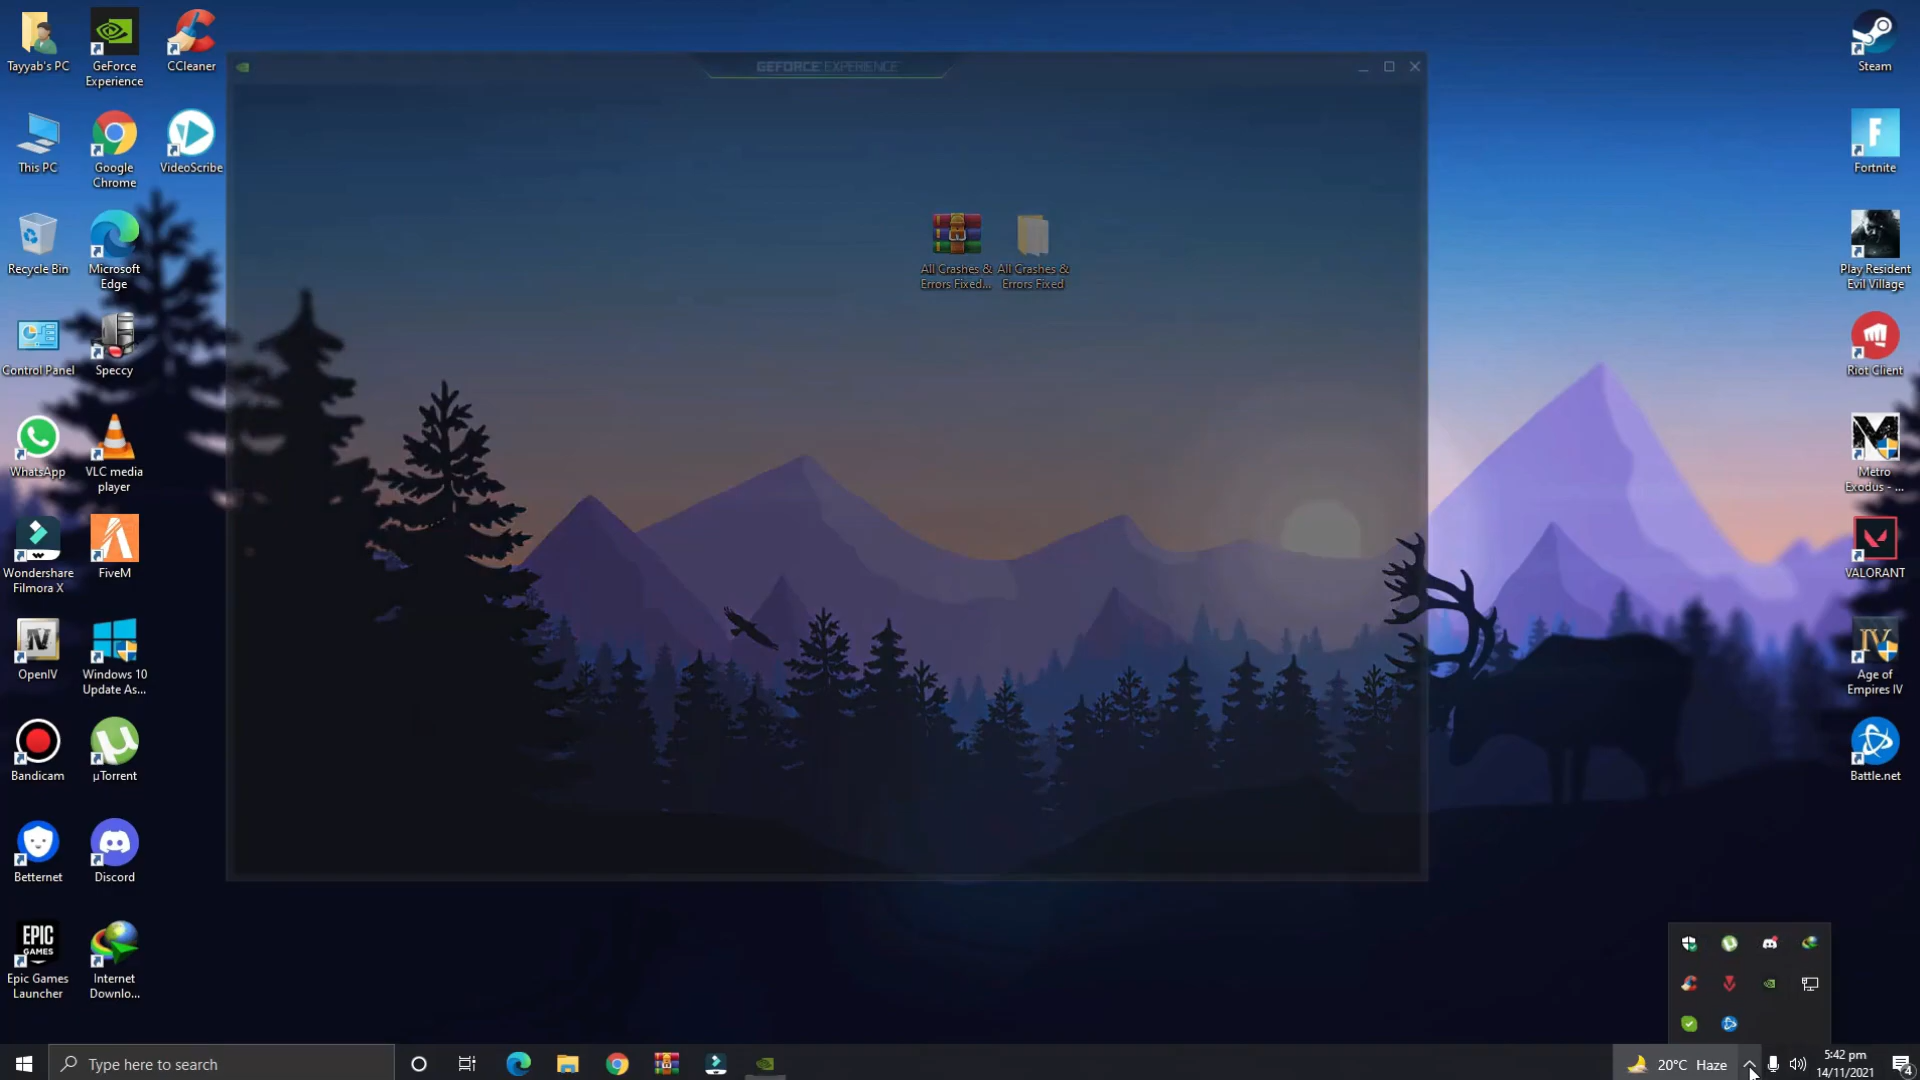 Tayyab's PC
GeForce
Experience
CCleaner
GEFORCE EXPERIENCE
Steam
This PC
Google
Chrome
VideoScribe
Fortnite
Recycle Bin
Microsoft
Edge
All Crashes &
Errors Fixed...
All Crashes &
Errors Fixed
Play Resident
Evil Village
Control Panel
Speccy
Riot Client
WhatsApp
VLC media
player
Metro
Exodus - ...
Wondershare
Filmora X
FiveM
VALORANT
OpenIV
Windows 10
Update As...
IV
Age of
Empires IV
Bandicam
µTorrent
Battle.net
Betternet
Discord
EPIC
GAMES
Epic Games
Launcher
Internet
Downlo...
Type here to search
20°C Haze
5:42 pm
14/11/2021
4